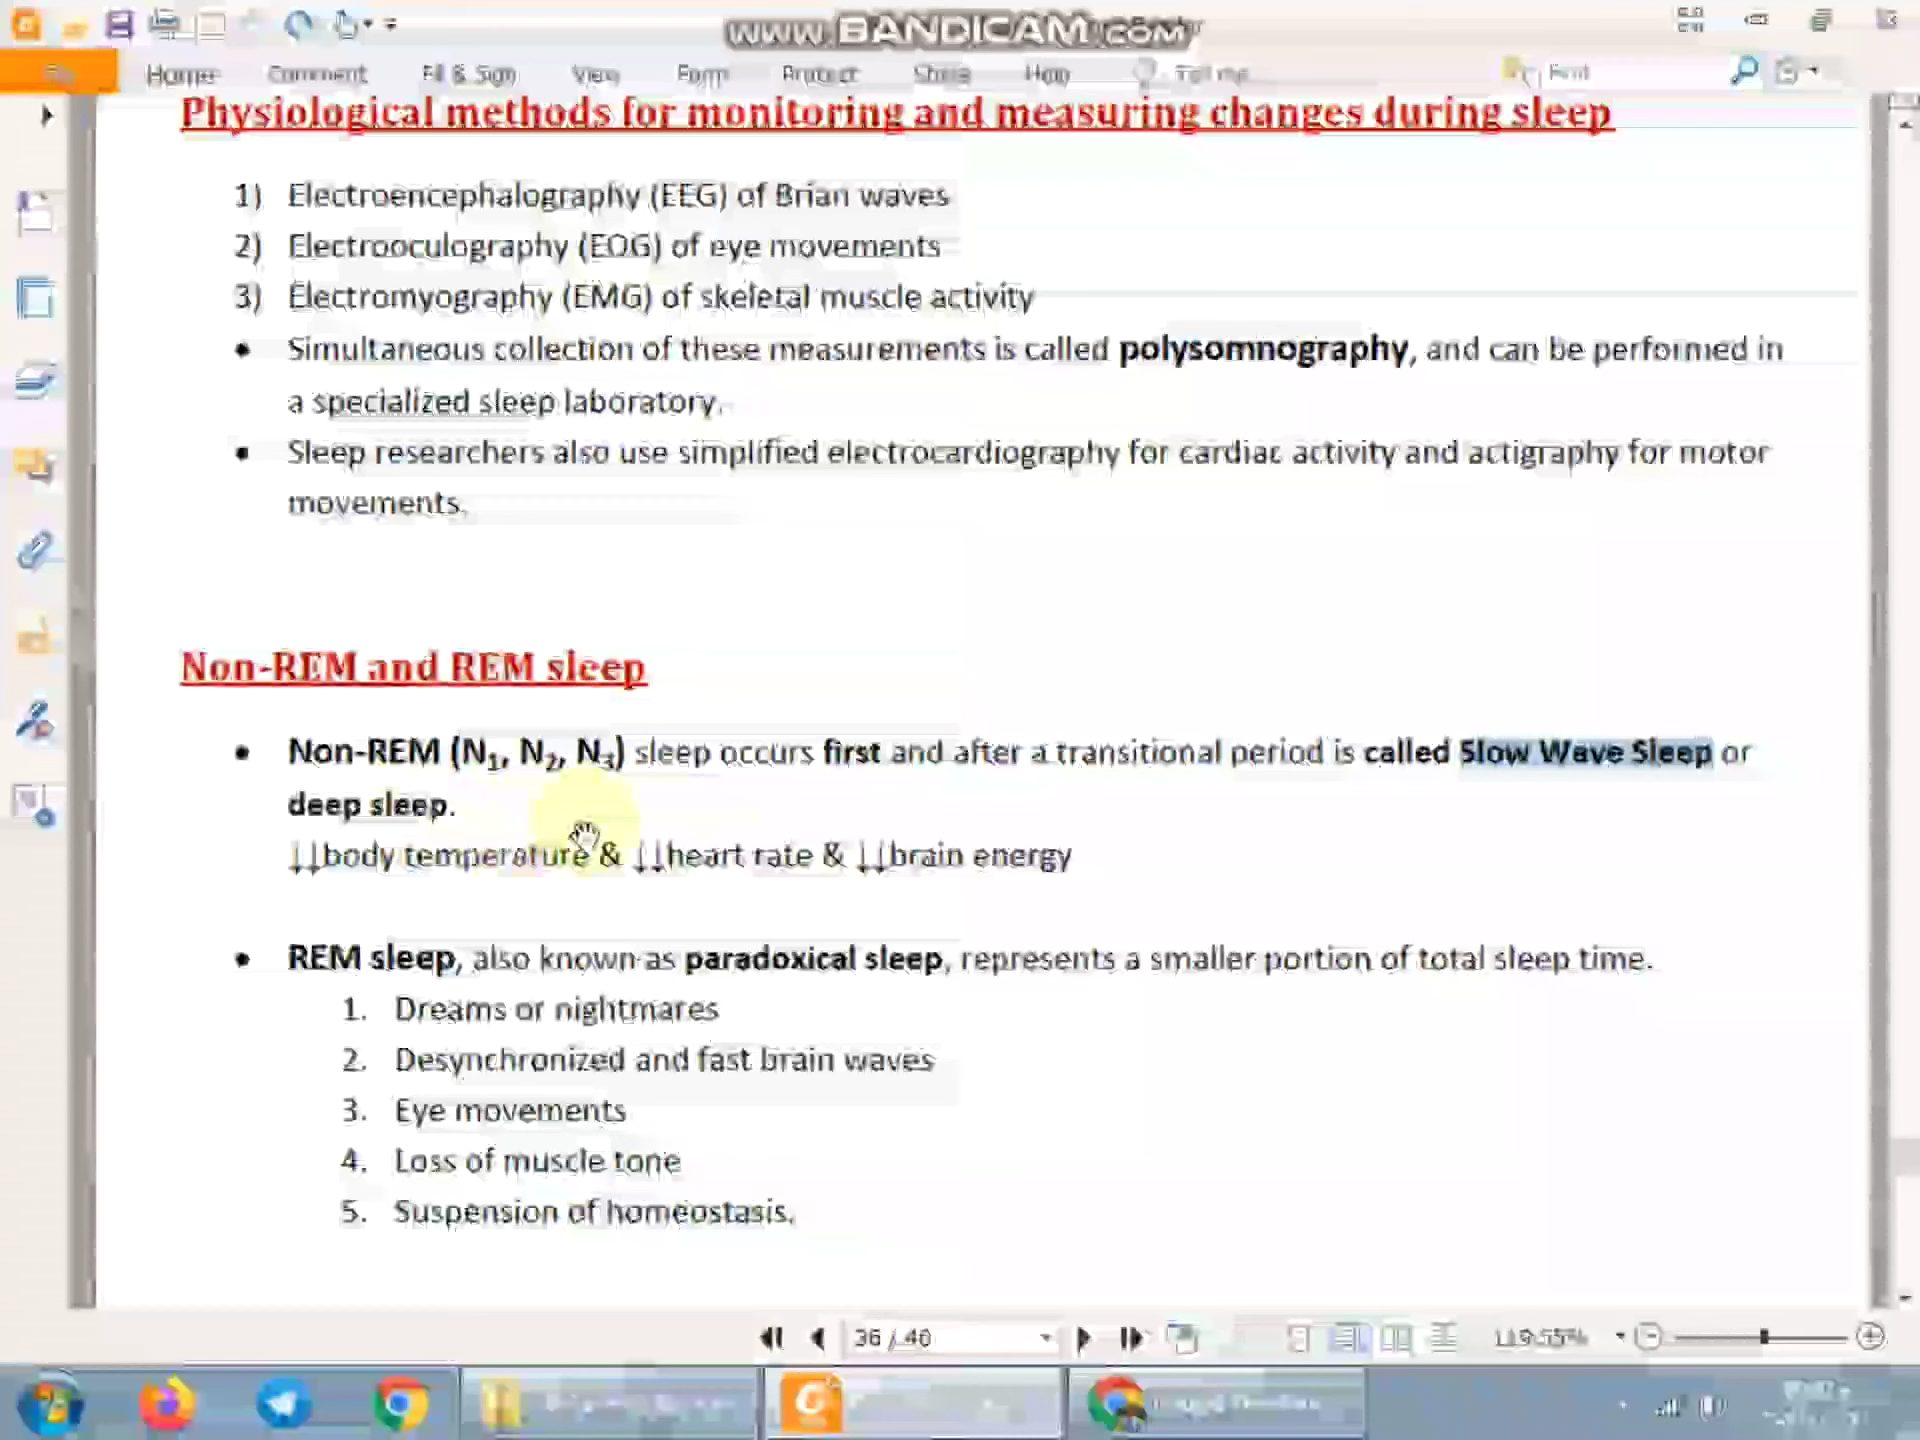 www.BANDICAM.com
Home Comment Fill & Sign View Form Protect Share Help Tell me Find
Physiological methods for monitoring and measuring changes during sleep
1) Electroencephalography (EEG) of Brian waves
2) Electrooculography (EOG) of eye movements
3) Electromyography (EMG) of skeletal muscle activity
• Simultaneous collection of these measurements is called polysomnography, and can be performed in
a specialized sleep laboratory.
• Sleep researchers also use simplified electrocardiography for cardiac activity and actigraphy for motor
movements.
Non-REM and REM sleep
• Non-REM (N1, N2, N3) sleep occurs first and after a transitional period is called Slow Wave Sleep or
deep sleep.
↓↓body temperature & ↓↓heart rate & ↓↓brain energy
• REM sleep, also known as paradoxical sleep, represents a smaller portion of total sleep time.
1. Dreams or nightmares
2. Desynchronized and fast brain waves
3. Eye movements
4. Loss of muscle tone
5. Suspension of homeostasis.
36 / 40 119.55%